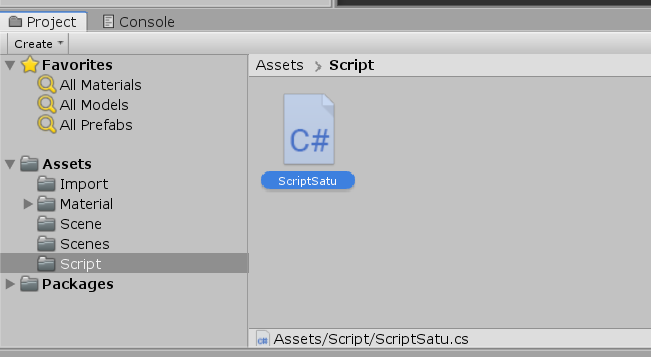 Project Console
Create
Favorites
All Materials
All Models
All Prefabs
Assets
Import
Material
Scene
Scenes
Script
Packages
Assets > Script
C#
ScriptSatu
C# Assets/Script/ScriptSatu.cs